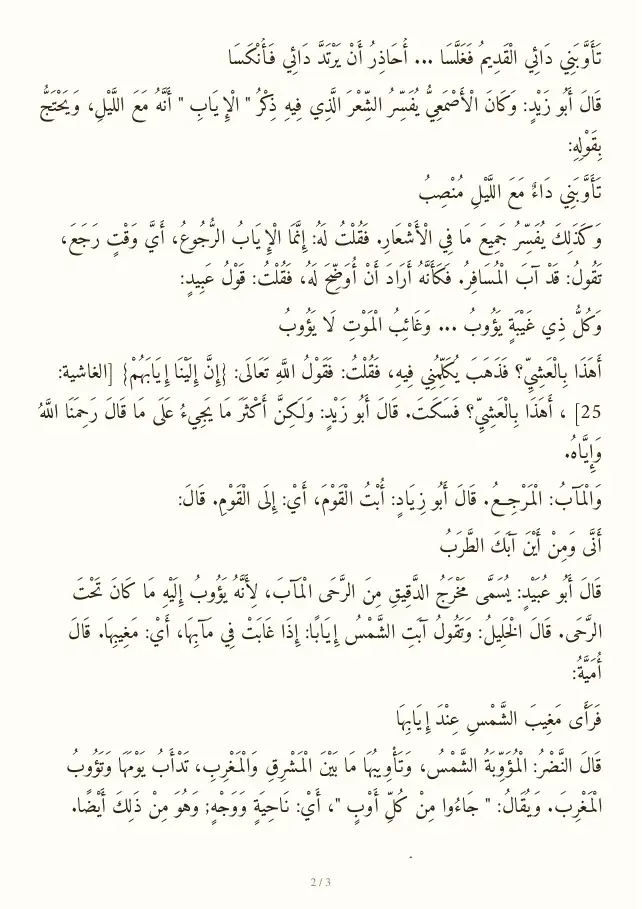 تَأَوَّبَنِي دَائِي الْقَدِيمُ فَغَلَّسَا ... أُحَاذِرُ أَنْ يَرْتَدَّ دَائِي فَأُنْكَسَا
قَالَ أَبُو زَيْدٍ: وَكَانَ الْأَصْمَعِيُّ يُفَسِّرُ الشِّعْرَ الَّذِي فِيهِ ذِكْرُ " الْإِيَابِ " أَنَّهُ مَعَ اللَّيْلِ، وَيَحْتَجُّ
بِقَوْلِهِ:
تَأَوَّبَنِي دَاءٌ مَعَ اللَّيْلِ مُنْصِبُ
وَكَذَلِكَ يُفَسِّرُ جَمِيعَ مَا فِي الْأَشْعَارِ. فَقُلْتُ لَهُ: إِنَّمَا الْإِيَابُ الرُّجُوعُ، أَيَّ وَقْتٍ رَجَعَ،
تَقُولُ: قَدْ آبَ الْمُسَافِرُ. فَكَأَنَّهُ أَرَادَ أَنْ أُوَضِّحَ لَهُ، فَقُلْتُ: قَوْلُ عَبِيدٍ:
وَكُلُّ ذِي غَيْبَةٍ يَؤُوبُ ... وَغَائِبُ الْمَوْتِ لَا يَؤُوبُ
أَهَذَا بِالْعَشِيِّ؟ فَذَهَبَ يُكَلِّمُنِي فِيهِ، فَقُلْتُ: فَقَوْلُ اللَّهِ تَعَالَى: {إِنَّ إِلَيْنَا إِيَابَهُمْ} [الغاشية:
25] ، أَهَذَا بِالْعَشِيِّ؟ فَسَكَتَ. قَالَ أَبُو زَيْدٍ: وَلَكِنَّ أَكْثَرَ مَا يَجِيءُ عَلَى مَا قَالَ رَحِمَنَا اللَّهُ
وَإِيَّاهُ.
وَالْمَآبُ: الْمَرْجِعُ. قَالَ أَبُو زِيَادٍ: أُبْتُ الْقَوْمَ، أَيْ: إِلَى الْقَوْمِ. قَالَ:
أَنَّى وَمِنْ أَيْنَ آبَكَ الطَّرَبُ
قَالَ أَبُو عُبَيْدٍ: يُسَمَّى مَخْرَجُ الدَّقِيقِ مِنَ الرَّحَى الْمَآبَ، لِأَنَّهُ يَؤُوبُ إِلَيْهِ مَا كَانَ تَحْتَ
الرَّحَى. قَالَ الْخَلِيلُ: وَتَقُولُ آبَتِ الشَّمْسُ إِيَابًا: إِذَا غَابَتْ فِي مَآبِهَا، أَيْ: مَغِيبِهَا. قَالَ
أُمَيَّةُ:
فَرَأَى مَغِيبَ الشَّمْسِ عِنْدَ إِيَابِهَا
قَالَ النَّضْرُ: الْمُؤَوِّبَةُ الشَّمْسُ، وَتَأْوِيبُهَا مَا بَيْنَ الْمَشْرِقِ وَالْمَغْرِبِ، تَدْأَبُ يَوْمَهَا وَتَؤُوبُ
الْمَغْرِبَ. وَيُقَالُ: " جَاءُوا مِنْ كُلِّ أَوْبٍ "، أَيْ: نَاحِيَةٍ وَوَجْهٍ; وَهُوَ مِنْ ذَلِكَ أَيْضًا.
2 / 3